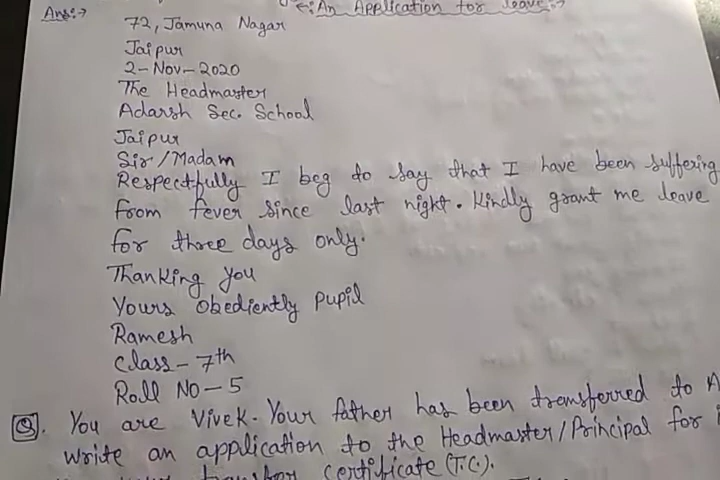 Ans:→ ←: An Application for leave:→
72, Jamuna Nagar
Jaipur
2-Nov-2020
The Headmaster
Adarsh Sec. School
Jaipur
Sir/Madam
Respectfully I beg to say that I have been suffering
from fever since last night. Kindly grant me leave
for three days only.
Thanking you
Yours Obediently Pupil
Ramesh
Class - 7th
Roll No - 5
Q. You are Vivek. Your father has been transferred to
write an application to the Headmaster/Principal for
transfer certificate (T.C.).